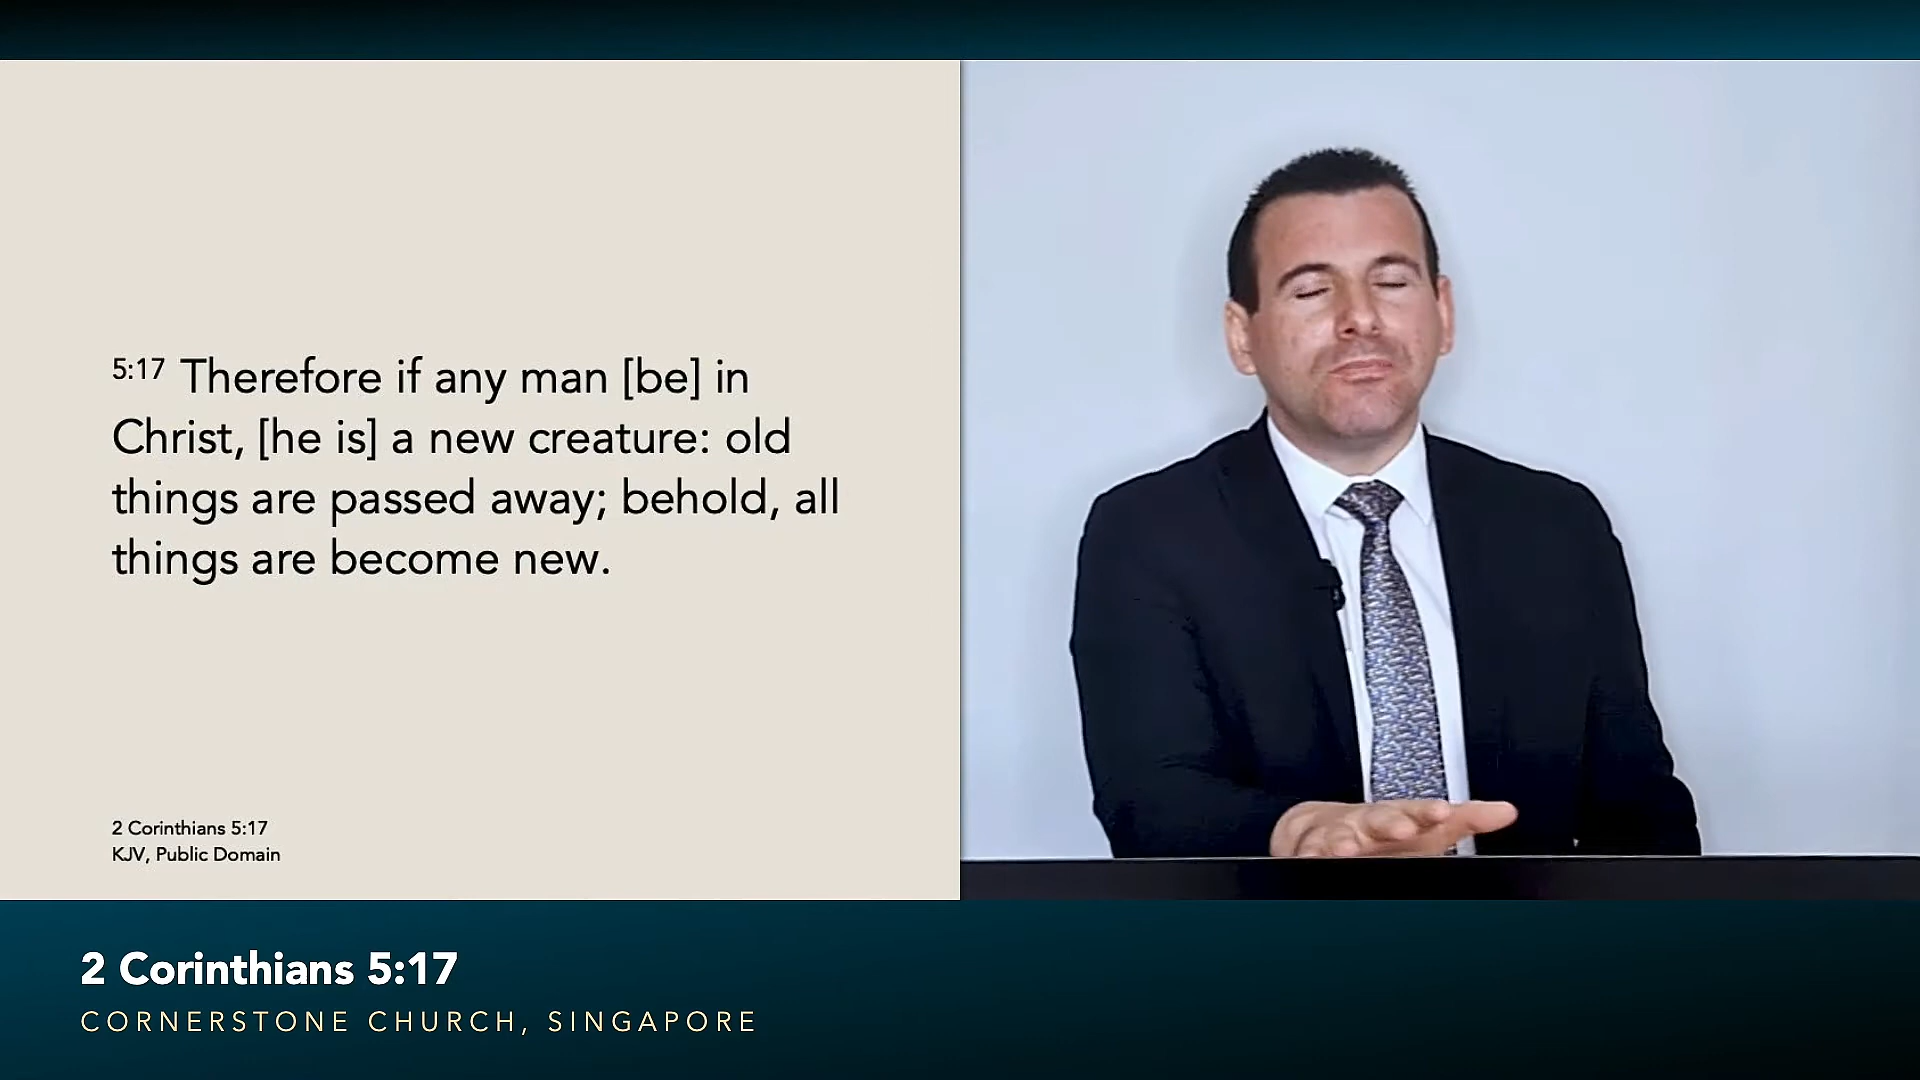 5:17 Therefore if any man [be] in
Christ, [he is] a new creature: old
things are passed away; behold, all
things are become new.
2 Corinthians 5:17
KJV, Public Domain
2 Corinthians 5:17
CORNERSTONE CHURCH, SINGAPORE